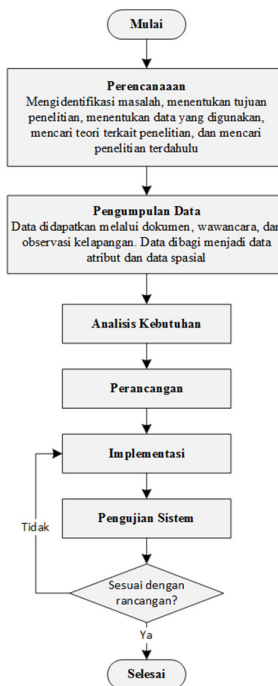 Mulai
Perencanaaan
Mengidentifikasi masalah, menentukan tujuan
penelitian, menentukan data yang digunakan,
mencari teori terkait penelitian, dan mencari
penelitian terdahulu
Pengumpulan Data
Data didapatkan melalui dokumen, wawancara, dan
observasi kelapangan. Data dibagi menjadi data
atribut dan data spasial
Analisis Kebutuhan
Perancangan
Implementasi
Pengujian Sistem
Tidak
Sesuai dengan
rancangan?
Ya
Selesai